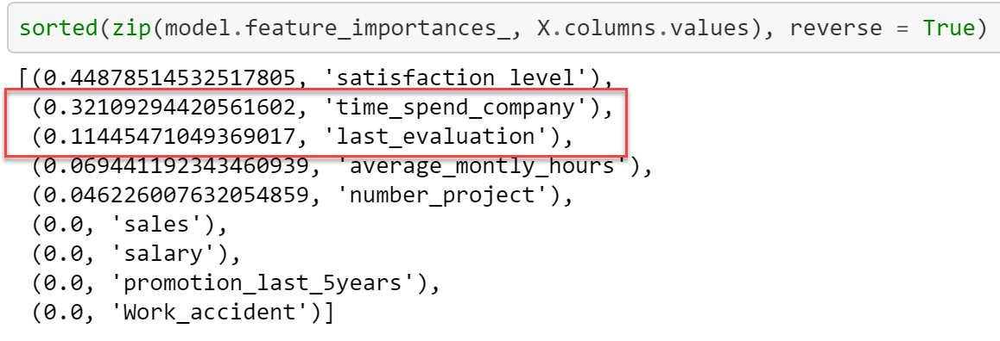 sorted(zip(model.feature_importances_, X.columns.values), reverse = True)
[(0.44878514532517805, 'satisfaction_level'),
(0.32109294420561602, 'time_spend_company'),
(0.11445471049369017, 'last_evaluation'),
(0.069441192343460939, 'average_montly_hours'),
(0.046226007632054859, 'number_project'),
(0.0, 'sales'),
(0.0, 'salary'),
(0.0, 'promotion_last_5years'),
(0.0, 'Work_accident')]